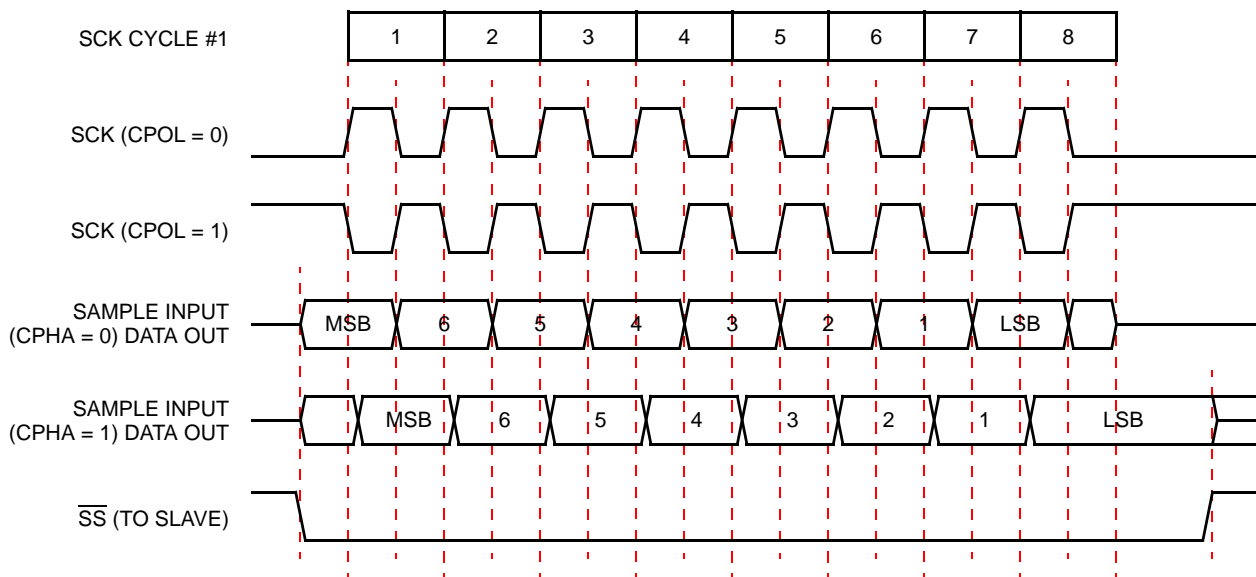 SCK CYCLE #1 1 2 3 4 5 6 7 8
SCK (CPOL = 0)
SCK (CPOL = 1)
SAMPLE INPUT
(CPHA = 0) DATA OUT
MSB 6 5 4 3 2 1 LSB
SAMPLE INPUT
(CPHA = 1) DATA OUT
MSB 6 5 4 3 2 1 LSB
SS (TO SLAVE)